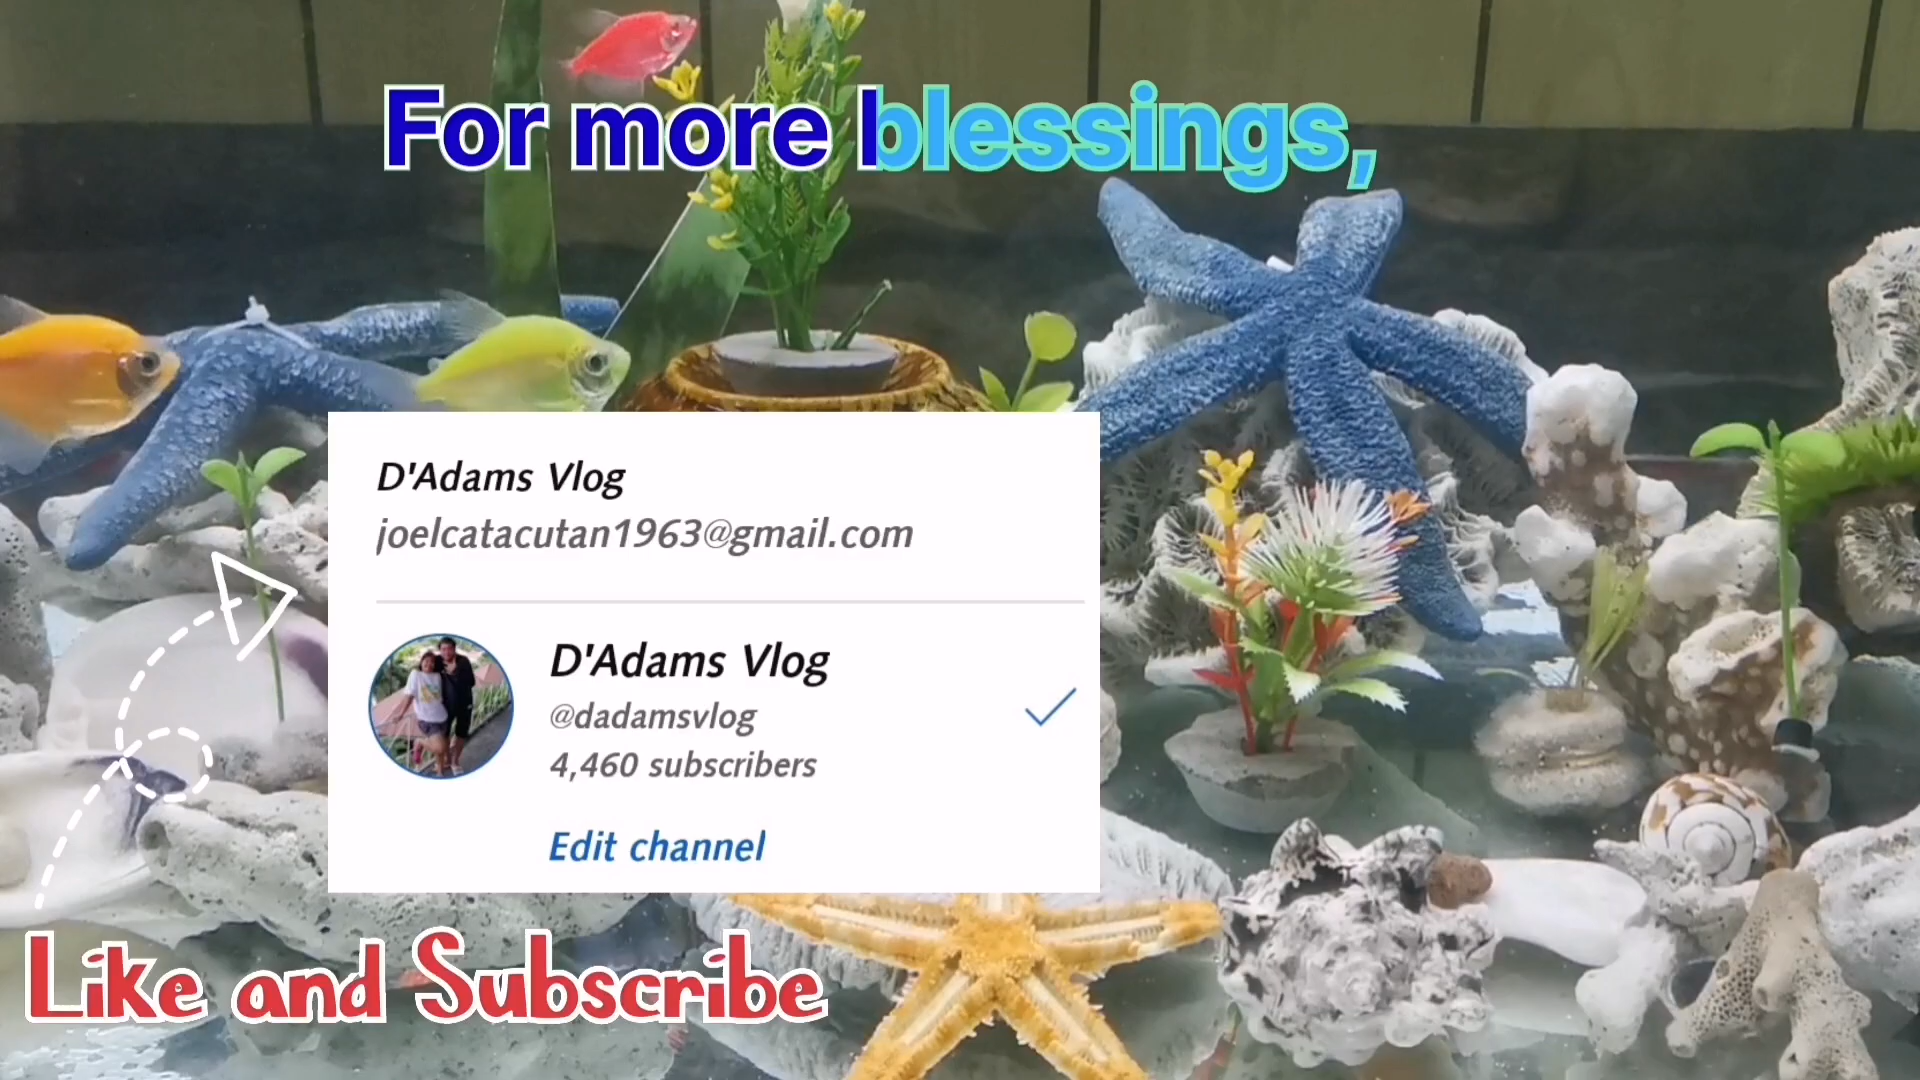 For more blessings,
D'Adams Vlog
joelcatacutan1963@gmail.com
D'Adams Vlog
@dadamsvlog
4,460 subscribers
Edit channel
Like and Subscribe